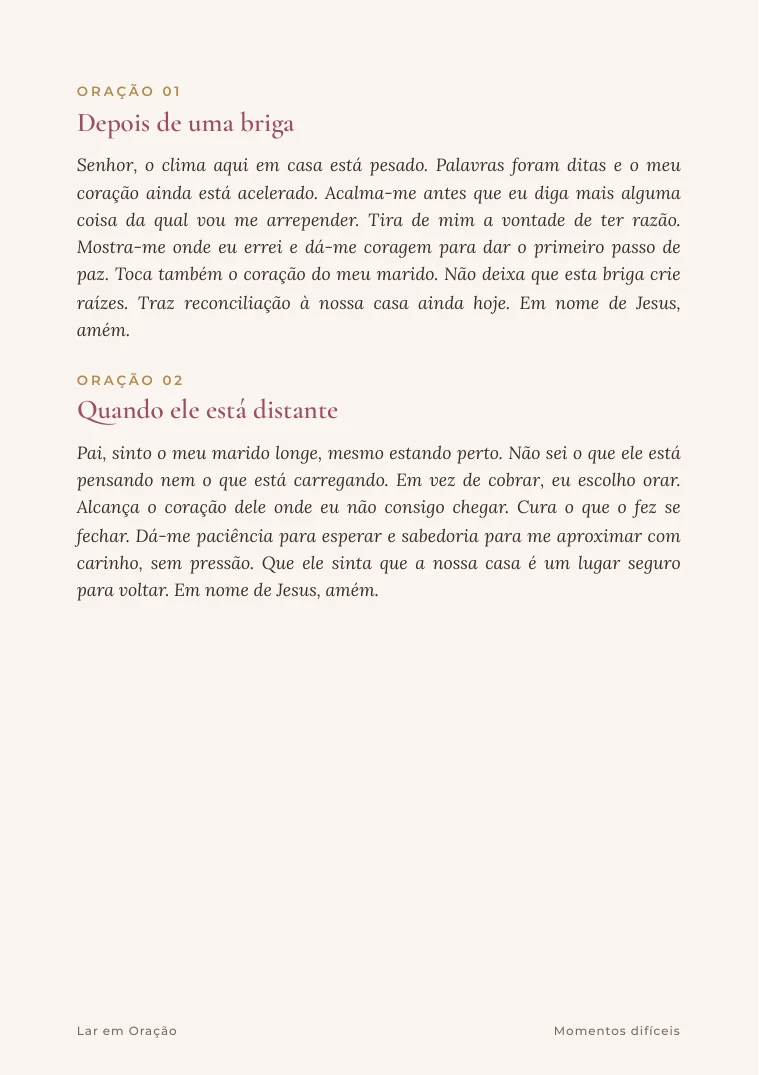 ORAÇÃO 01
Depois de uma briga
Senhor, o clima aqui em casa está pesado. Palavras foram ditas e o meu
coração ainda está acelerado. Acalma-me antes que eu diga mais alguma
coisa da qual vou me arrepender. Tira de mim a vontade de ter razão.
Mostra-me onde eu errei e dá-me coragem para dar o primeiro passo de
paz. Toca também o coração do meu marido. Não deixa que esta briga crie
raízes. Traz reconciliação à nossa casa ainda hoje. Em nome de Jesus,
amém.
ORAÇÃO 02
Quando ele está distante
Pai, sinto o meu marido longe, mesmo estando perto. Não sei o que ele está
pensando nem o que está carregando. Em vez de cobrar, eu escolho orar.
Alcança o coração dele onde eu não consigo chegar. Cura o que o fez se
fechar. Dá-me paciência para esperar e sabedoria para me aproximar com
carinho, sem pressão. Que ele sinta que a nossa casa é um lugar seguro
para voltar. Em nome de Jesus, amém.
Lar em Oração
Momentos difíceis